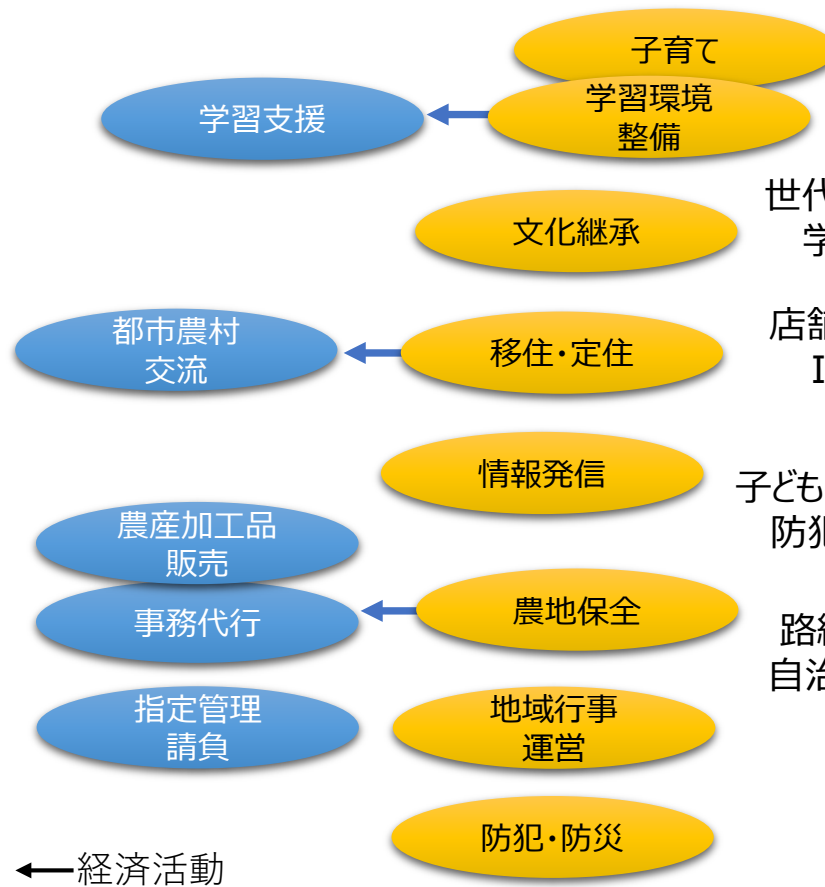 子育て
学習支援
学習環境
整備
文化継承
世代
学
都市農村
交流
移住・定住
店舗
I
情報発信
子ども
防犯
農産加工品
販売
事務代行
農地保全
路線
自治
指定管理
請負
地域行事
運営
防犯・防災
経済活動